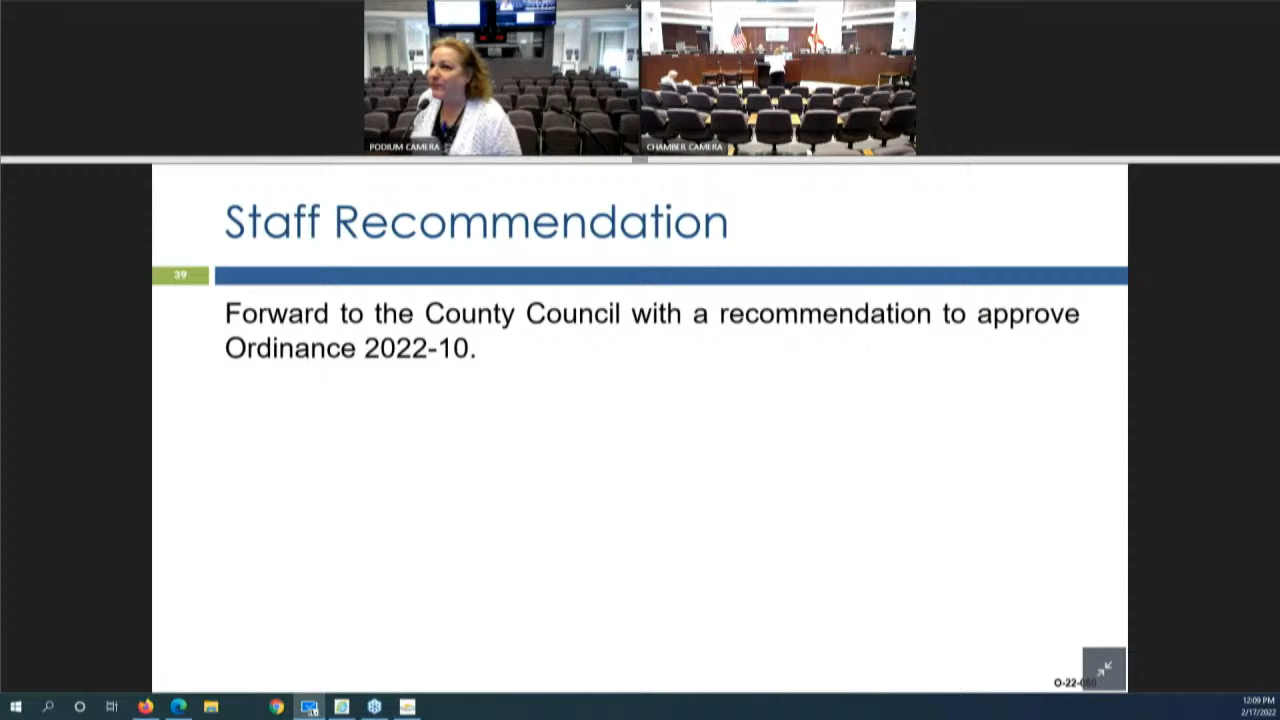 PODIUM CAMERA
CHAMBER CAMERA
Staff Recommendation
39
Forward to the County Council with a recommendation to approve
Ordinance 2022-10.
12:09 PM
2/17/2022